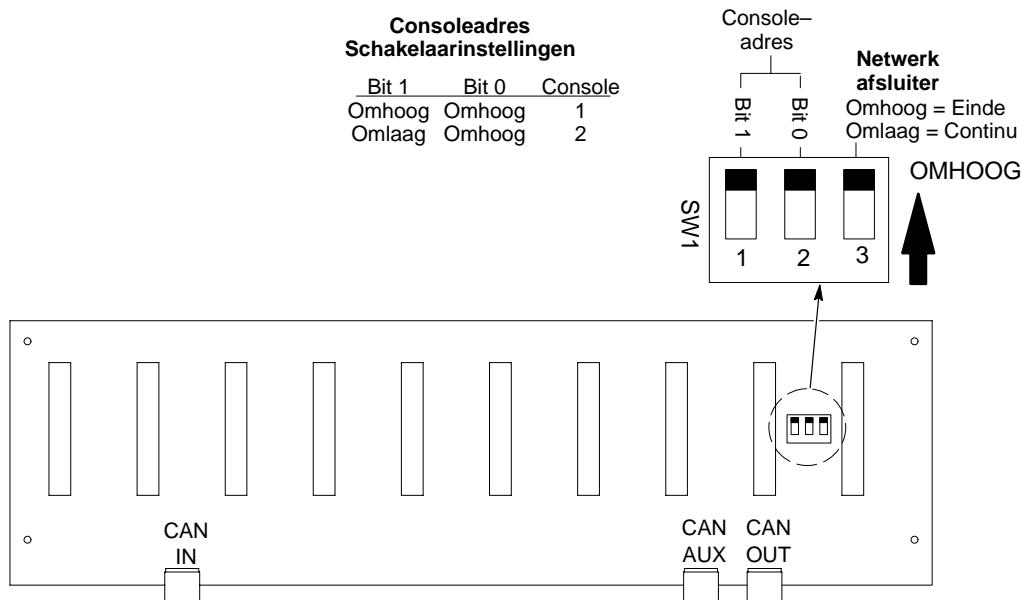 Consoleadres
Schakelaarinstellingen
Bit 1 Bit 0 Console
Omhoog Omhoog 1
Omlaag Omhoog 2
Console–
adres
Bit 1
Bit 0
Netwerk
afsluiter
Omhoog = Einde
Omlaag = Continu
OMHOOG
SW1
1 2 3
CAN
IN
CAN
AUX
CAN
OUT